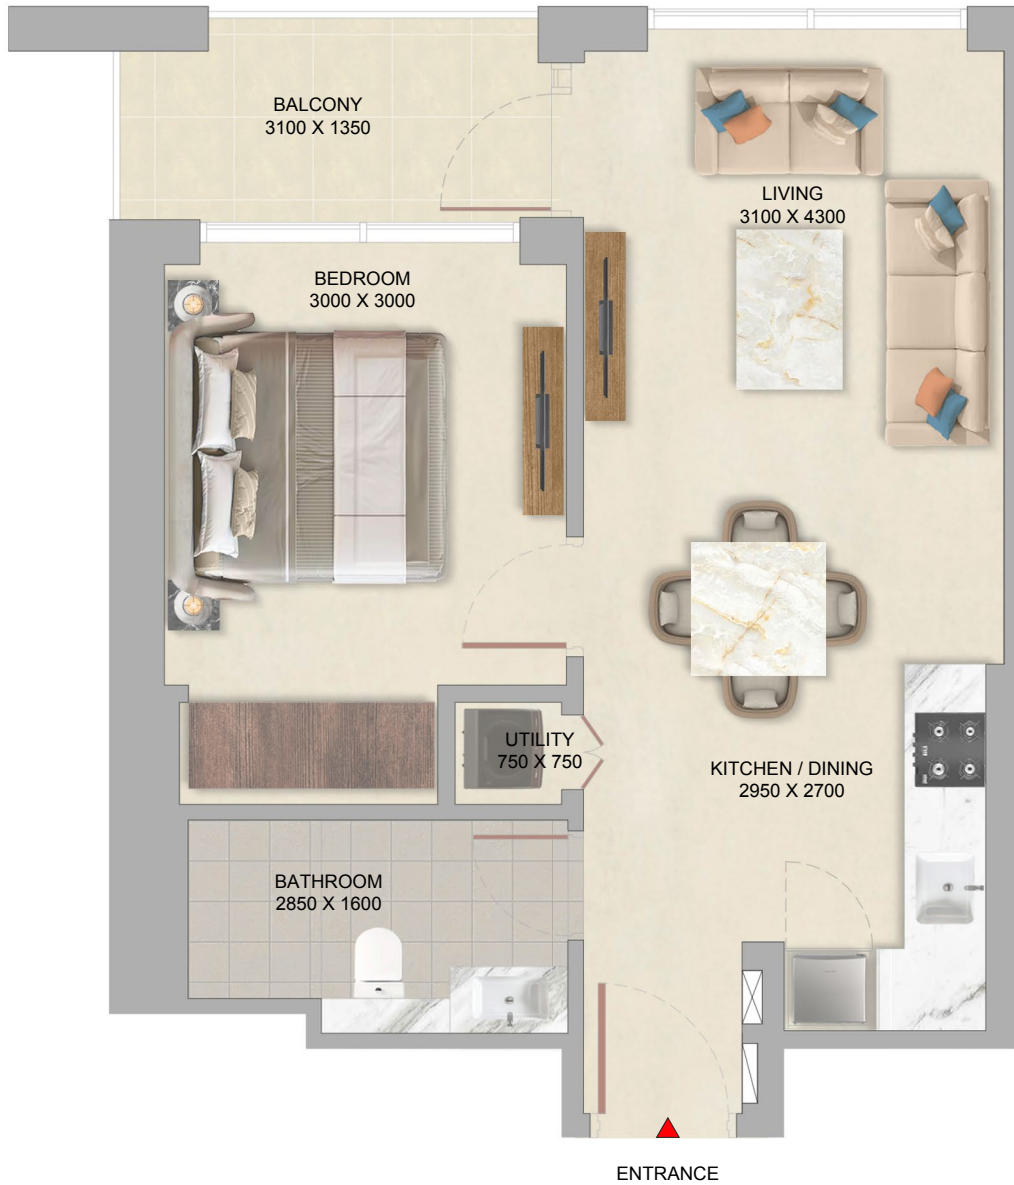 BALCONY
3100 X 1350
LIVING
3100 X 4300
BEDROOM
3000 X 3000
UTILITY
750 X 750
KITCHEN / DINING
2950 X 2700
BATHROOM
2850 X 1600
ENTRANCE